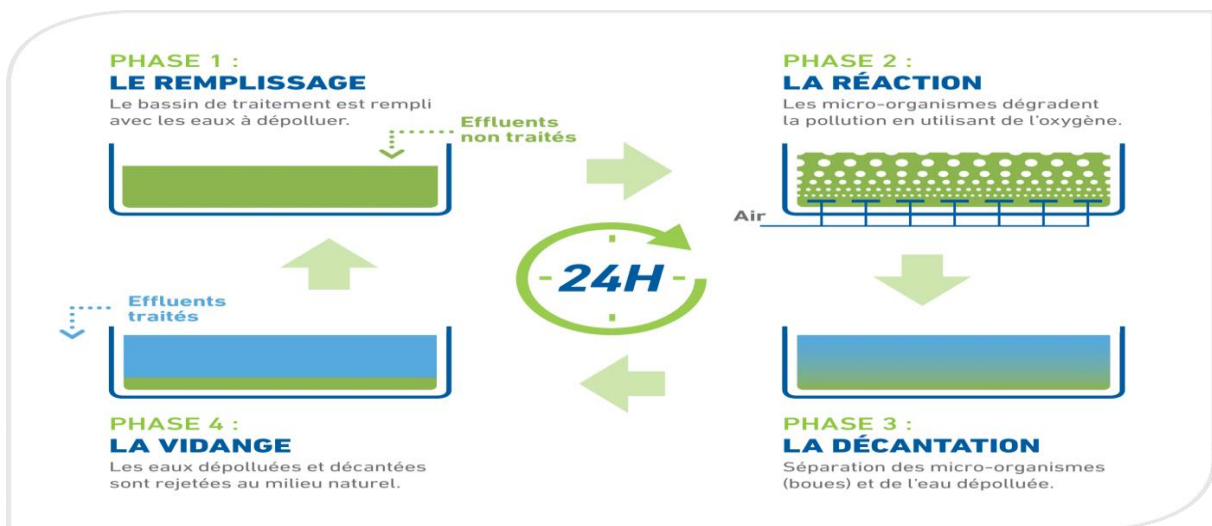 PHASE 1 :
LE REMPLISSAGE
Le bassin de traitement est rempli
avec les eaux à dépolluer.
Effluents
non traités
PHASE 2 :
LA RÉACTION
Les micro-organismes dégradent
la pollution en utilisant de l'oxygène.
Air
24H
Effluents
traités
PHASE 4 :
LA VIDANGE
Les eaux dépolluées et décantées
sont rejetées au milieu naturel.
PHASE 3 :
LA DÉCANTATION
Séparation des micro-organismes
(boues) et de l'eau dépolluée.